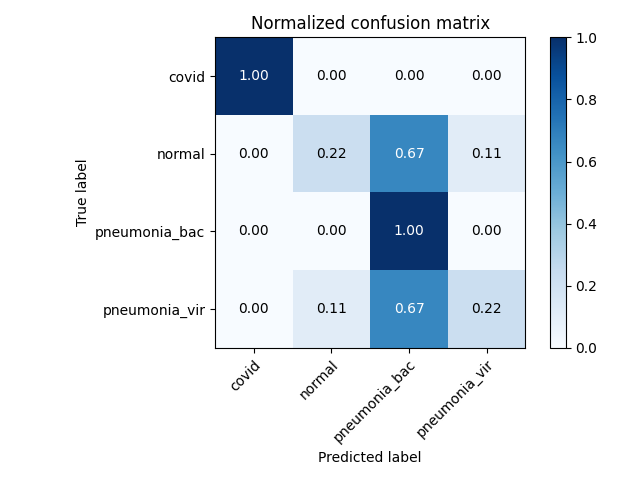 Normalized confusion matrix
True label
covid 1.00 0.00 0.00 0.00
normal 0.00 0.22 0.67 0.11
pneumonia_bac 0.00 0.00 1.00 0.00
pneumonia_vir 0.00 0.11 0.67 0.22
covid normal pneumonia_bac pneumonia_vir
Predicted label
1.0
0.8
0.6
0.4
0.2
0.0